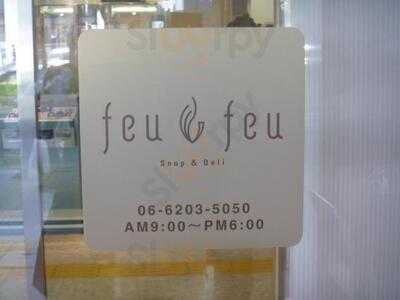 feu feu
Soup & Deli
06-6203-5050
AM9:00～PM6:00